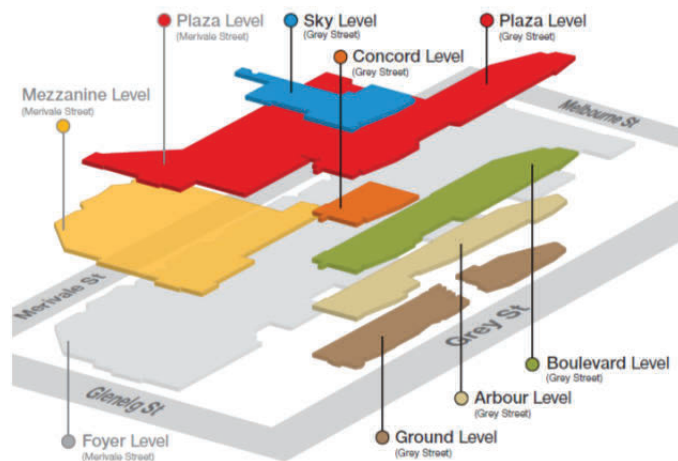 Plaza Level
(Merivale Street)
Sky Level
(Grey Street)
Plaza Level
(Grey Street)
Concord Level
(Grey Street)
Mezzanine Level
(Merivale Street)
Melbourne St
Merivale St
Grey St
Glenelg St
Boulevard Level
(Grey Street)
Arbour Level
(Grey Street)
Ground Level
(Grey Street)
Foyer Level
(Merivale Street)